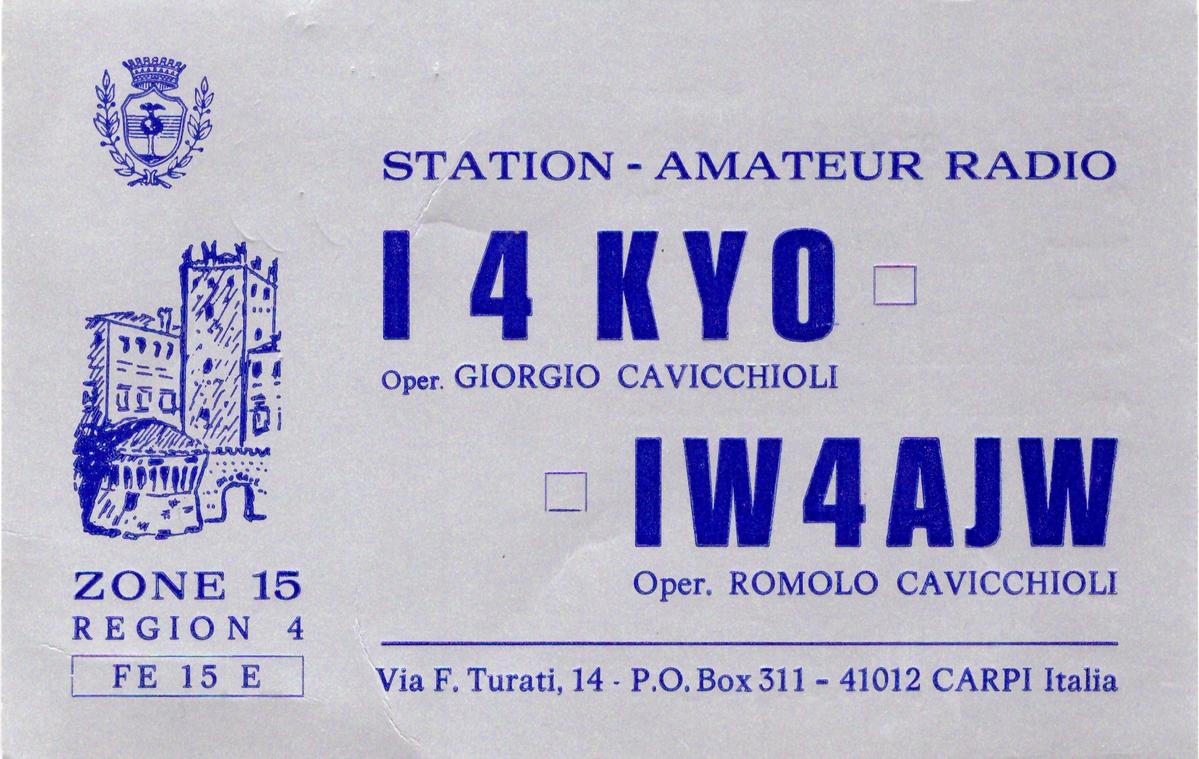 STATION - AMATEUR RADIO
I 4 KYO
Oper. GIORGIO CAVICCHIOLI
IW4AJW
Oper. ROMOLO CAVICCHIOLI
ZONE 15
REGION 4
FE 15 E
Via F. Turati, 14 - P.O. Box 311 - 41012 CARPI Italia